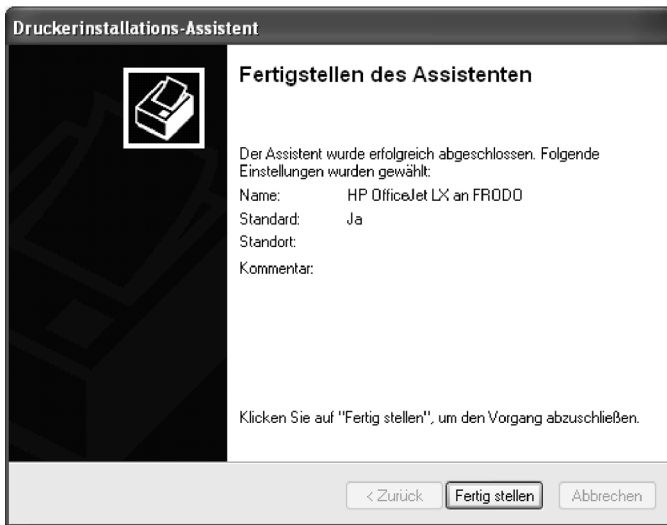 Druckerinstallations-Assistent
Fertigstellen des Assistenten
Der Assistent wurde erfolgreich abgeschlossen. Folgende
Einstellungen wurden gewählt:
Name: HP OfficeJet LX an FRODO
Standard: Ja
Standort:
Kommentar:
Klicken Sie auf "Fertig stellen", um den Vorgang abzuschließen.
< Zurück Fertig stellen Abbrechen